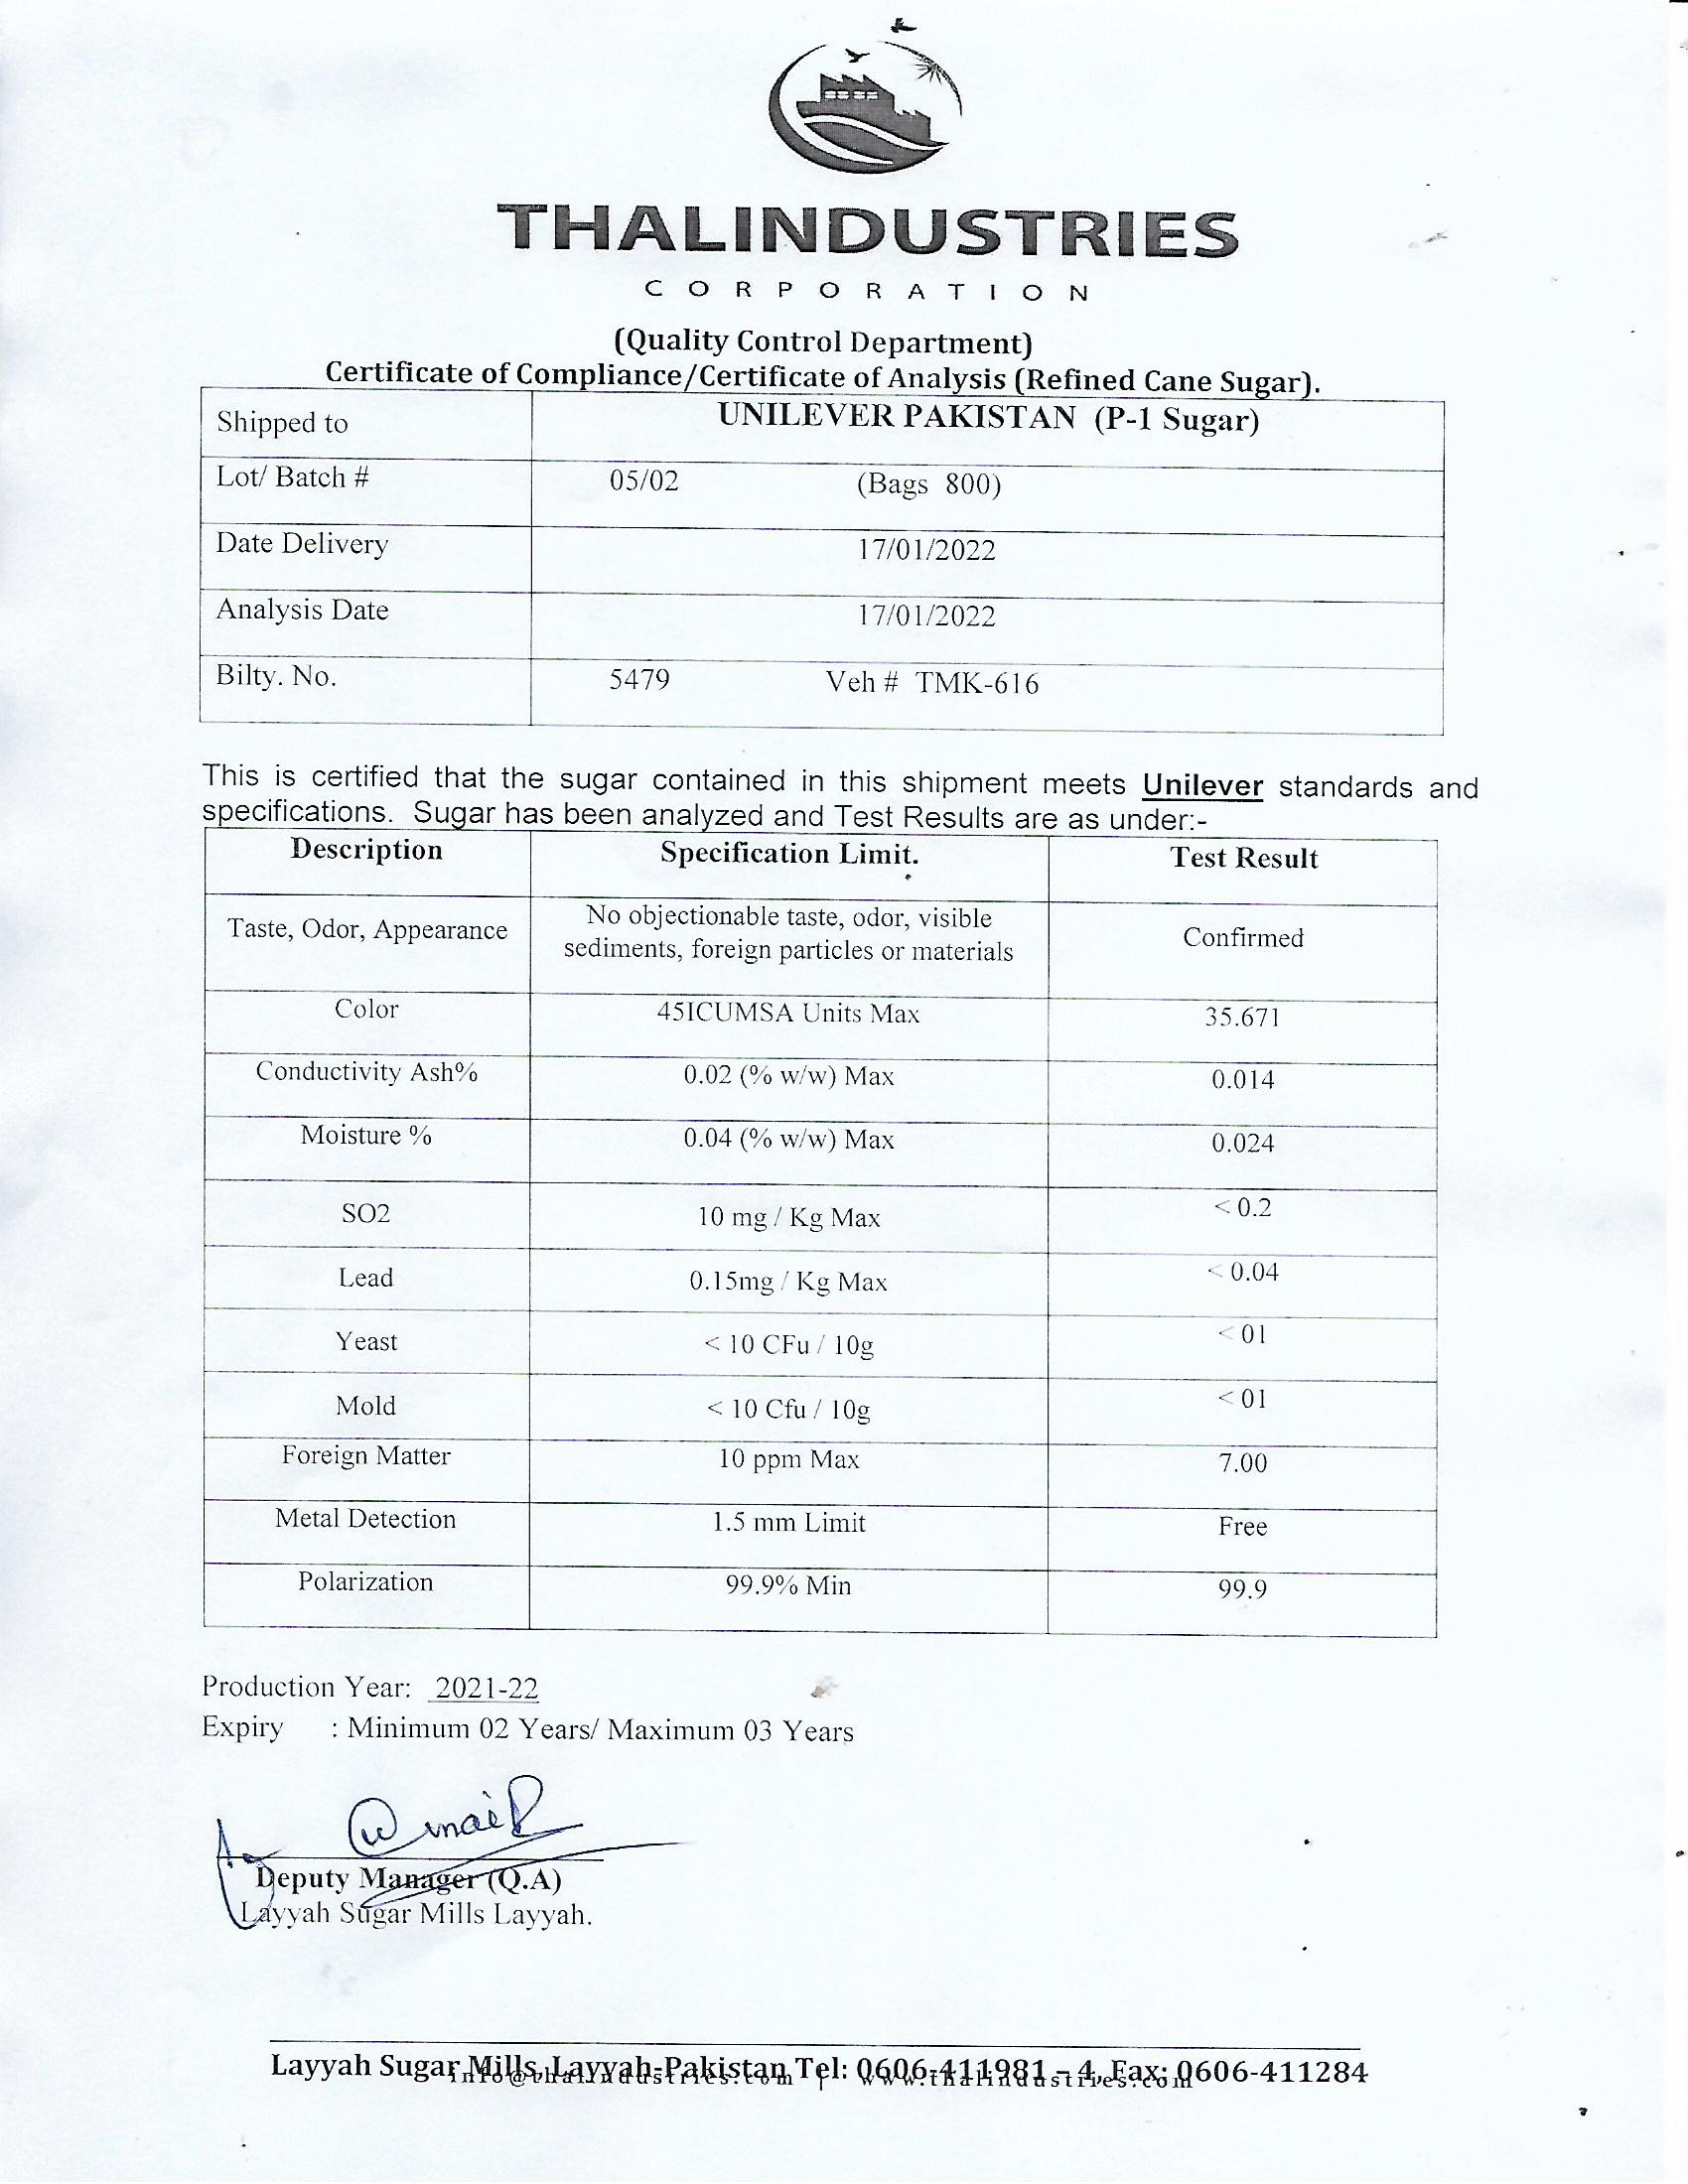 THALINDUSTRIES
CORPORATION
(Quality Control Department)
Certificate of Compliance/Certificate of Analysis (Refined Cane Sugar).
Shipped to UNILEVER PAKISTAN (P-1 Sugar)
Lot/ Batch # 05/02 (Bags 800)
Date Delivery 17/01/2022
Analysis Date 17/01/2022
Bilty. No. 5479 Veh # TMK-616
This is certified that the sugar contained in this shipment meets Unilever standards and
specifications. Sugar has been analyzed and Test Results are as under:-
Description Specification Limit. Test Result
Taste, Odor, Appearance No objectionable taste, odor, visible
sediments, foreign particles or materials Confirmed
Color 45ICUMSA Units Max 35.671
Conductivity Ash% 0.02 (% w/w) Max 0.014
Moisture % 0.04 (% w/w) Max 0.024
SO2 10 mg / Kg Max < 0.2
Lead 0.15mg / Kg Max < 0.04
Yeast < 10 CFu / 10g < 01
Mold < 10 Cfu / 10g < 01
Foreign Matter 10 ppm Max 7.00
Metal Detection 1.5 mm Limit Free
Polarization 99.9% Min 99.9
Production Year: 2021-22
Expiry : Minimum 02 Years/ Maximum 03 Years
Deputy Manager (Q.A)
Layyah Sugar Mills Layyah.
Layyah Sugar Mills, Layyah-Pakistan Tel: 0606-411981 – 4, Fax: 0606-411284
info@thalindustries.com | www.thalindustries.com